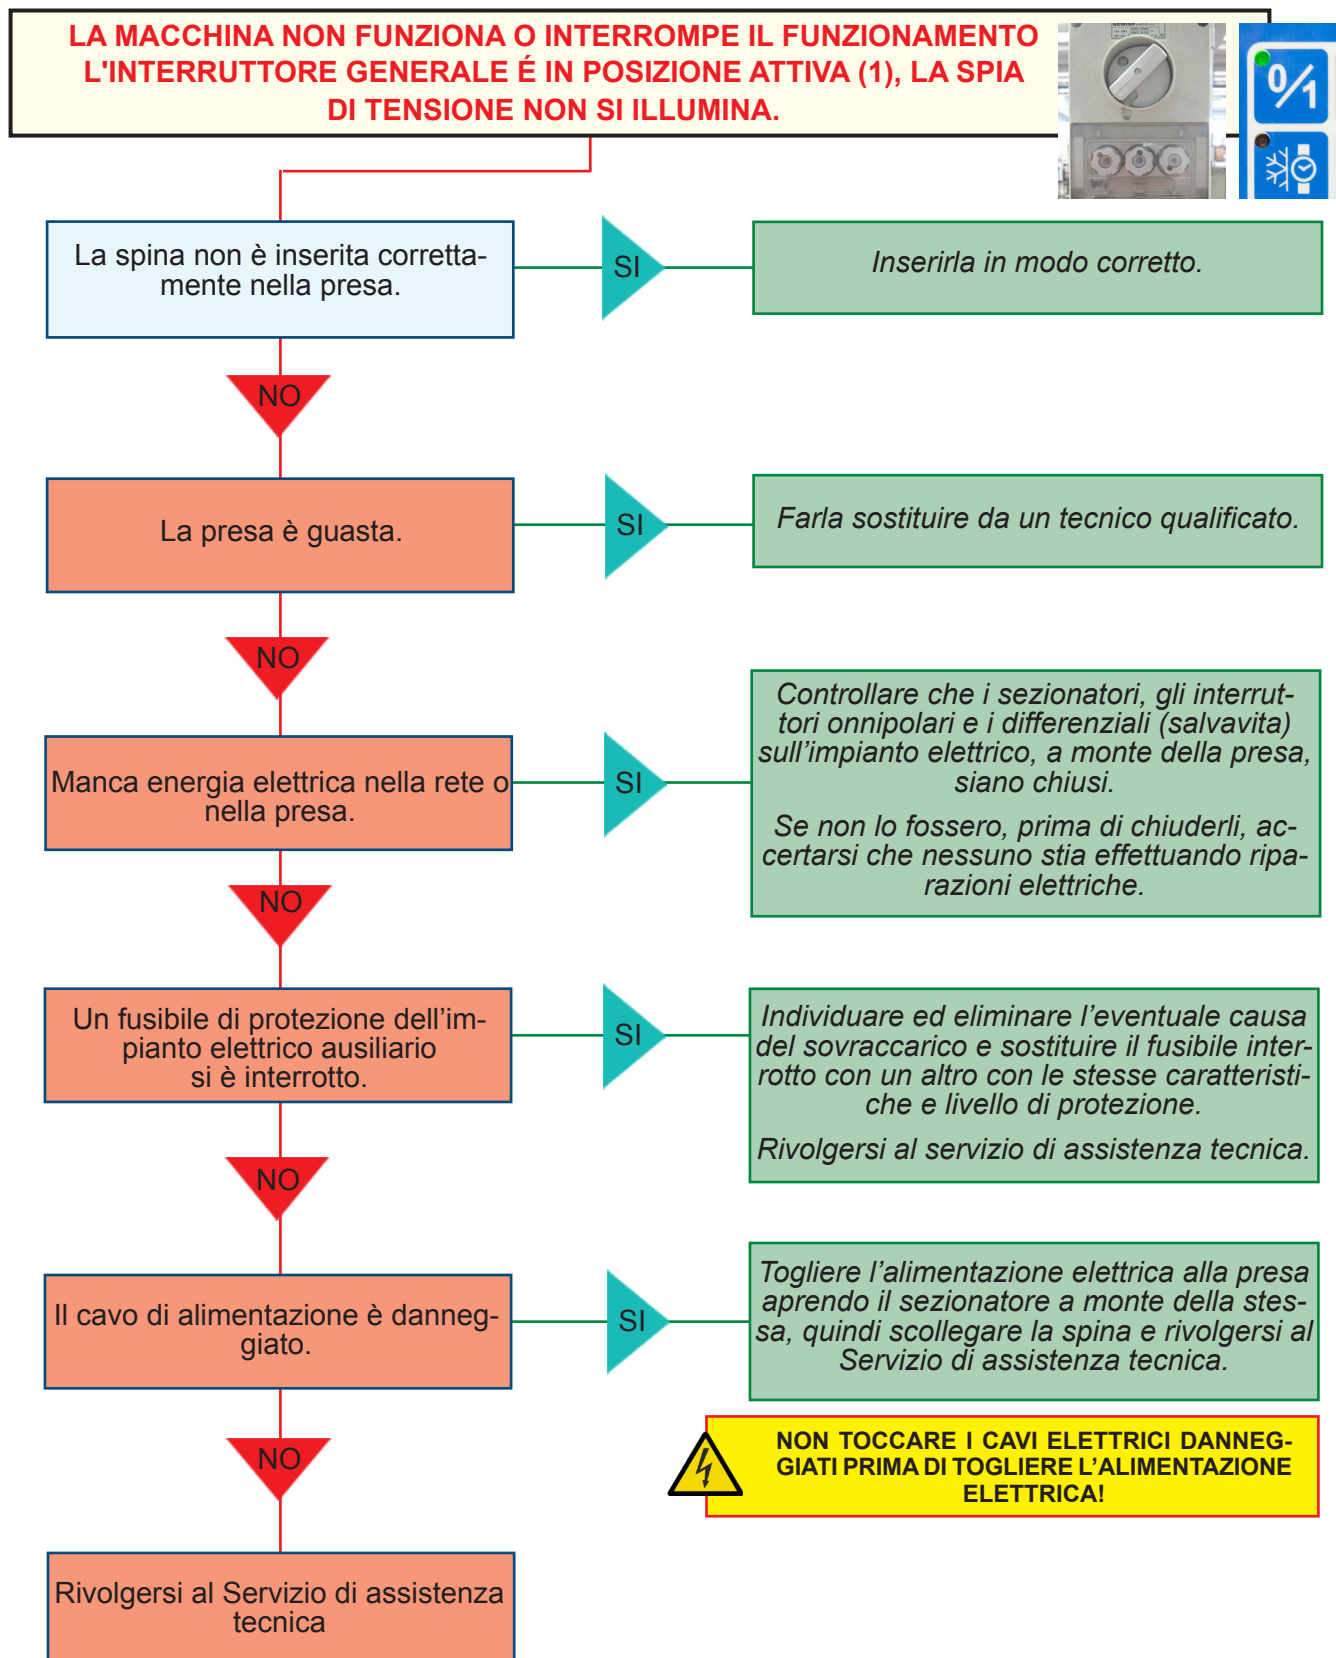 LA MACCHINA NON FUNZIONA O INTERROMPE IL FUNZIONAMENTO
L'INTERRUTTORE GENERALE É IN POSIZIONE ATTIVA (1), LA SPIA
DI TENSIONE NON SI ILLUMINA.
0/1
La spina non è inserita corretta-
mente nella presa.
SI
Inserirla in modo corretto.
NO
La presa è guasta.
SI
Farla sostituire da un tecnico qualificato.
NO
Manca energia elettrica nella rete o
nella presa.
SI
Controllare che i sezionatori, gli interrut-
tori onnipolari e i differenziali (salvavita)
sull’impianto elettrico, a monte della presa,
siano chiusi.
Se non lo fossero, prima di chiuderli, ac-
certarsi che nessuno stia effettuando ripa-
razioni elettriche.
NO
Un fusibile di protezione dell’im-
pianto elettrico ausiliario
si è interrotto.
SI
Individuare ed eliminare l’eventuale causa
del sovraccarico e sostituire il fusibile inter-
rotto con un altro con le stesse caratteristi-
che e livello di protezione.
Rivolgersi al servizio di assistenza tecnica.
NO
Il cavo di alimentazione è danneg-
giato.
SI
Togliere l’alimentazione elettrica alla presa
aprendo il sezionatore a monte della stes-
sa, quindi scollegare la spina e rivolgersi al
Servizio di assistenza tecnica.
NON TOCCARE I CAVI ELETTRICI DANNEG-
GIATI PRIMA DI TOGLIERE L’ALIMENTAZIONE
ELETTRICA!
NO
Rivolgersi al Servizio di assistenza
tecnica